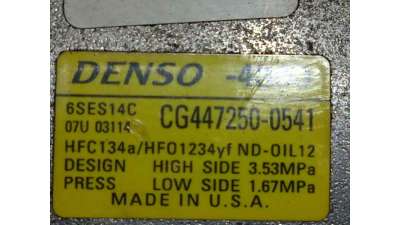 DENSO
6SES14C CG447250-0541
07U 03114
HFC134a/HFO1234yf ND-OIL12
DESIGN HIGH SIDE 3.53MPa
PRESS LOW SIDE 1.67MPa
MADE IN U.S.A.